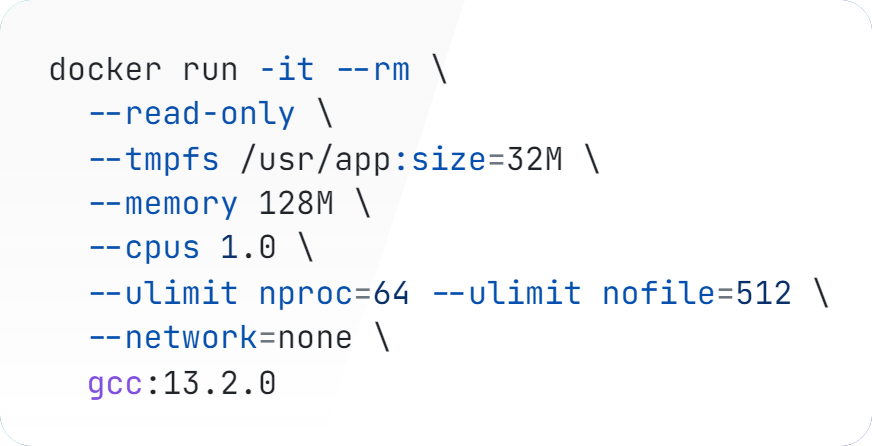 docker run -it --rm \
--read-only \
--tmpfs /usr/app:size=32M \
--memory 128M \
--cpus 1.0 \
--ulimit nproc=64 --ulimit nofile=512 \
--network=none \
gcc:13.2.0